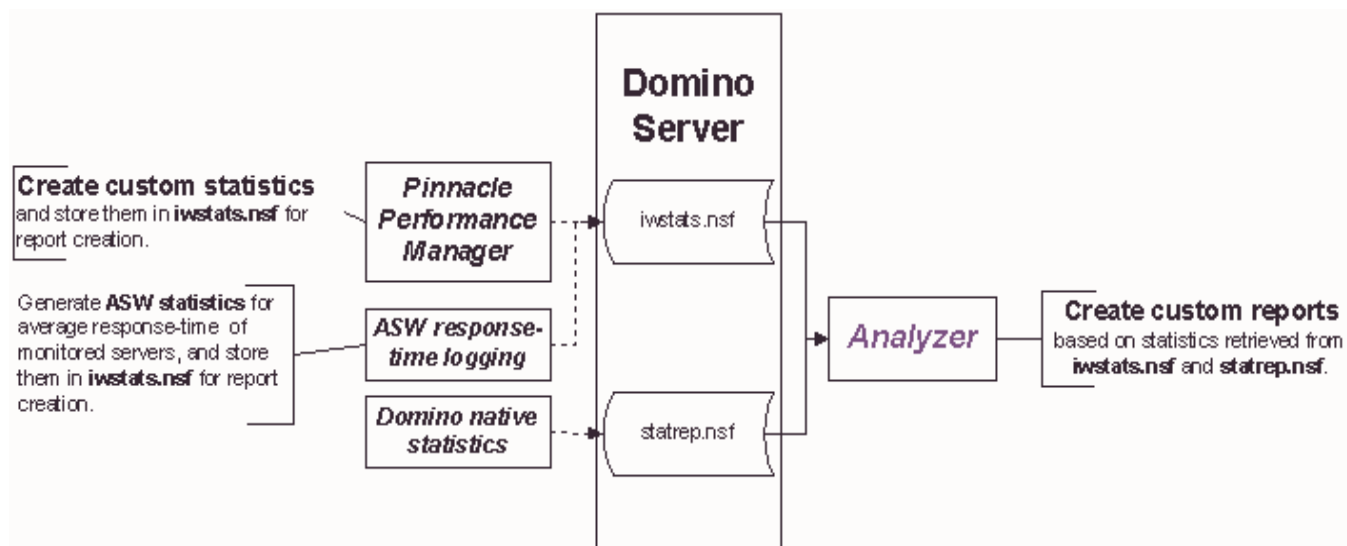 Domino
Server
Create custom statistics
and store them in iwstats.nsf for
report creation.
Pinnacle
Performance
Manager
iwstats.nsf
Generate ASW statistics for
average response-time of
monitored servers, and store
them in iwstats.nsf for report
creation.
ASW response-
time logging
Analyzer
Create custom reports
based on statistics retrieved from
iwstats.nsf and statrep.nsf.
Domino native
statistics
statrep.nsf